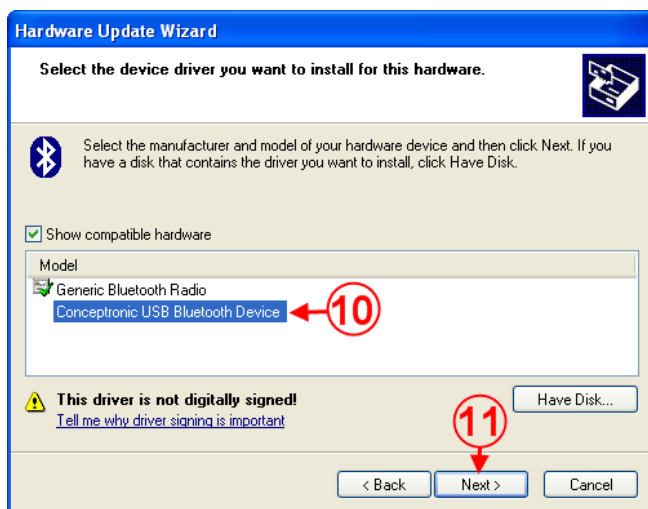 Hardware Update Wizard
Select the device driver you want to install for this hardware.
Select the manufacturer and model of your hardware device and then click Next. If you
have a disk that contains the driver you want to install, click Have Disk.
Show compatible hardware
Model
Generic Bluetooth Radio
Conceptronic USB Bluetooth Device
10
This driver is not digitally signed!
Have Disk...
Tell me why driver signing is important
11
< Back
Next >
Cancel